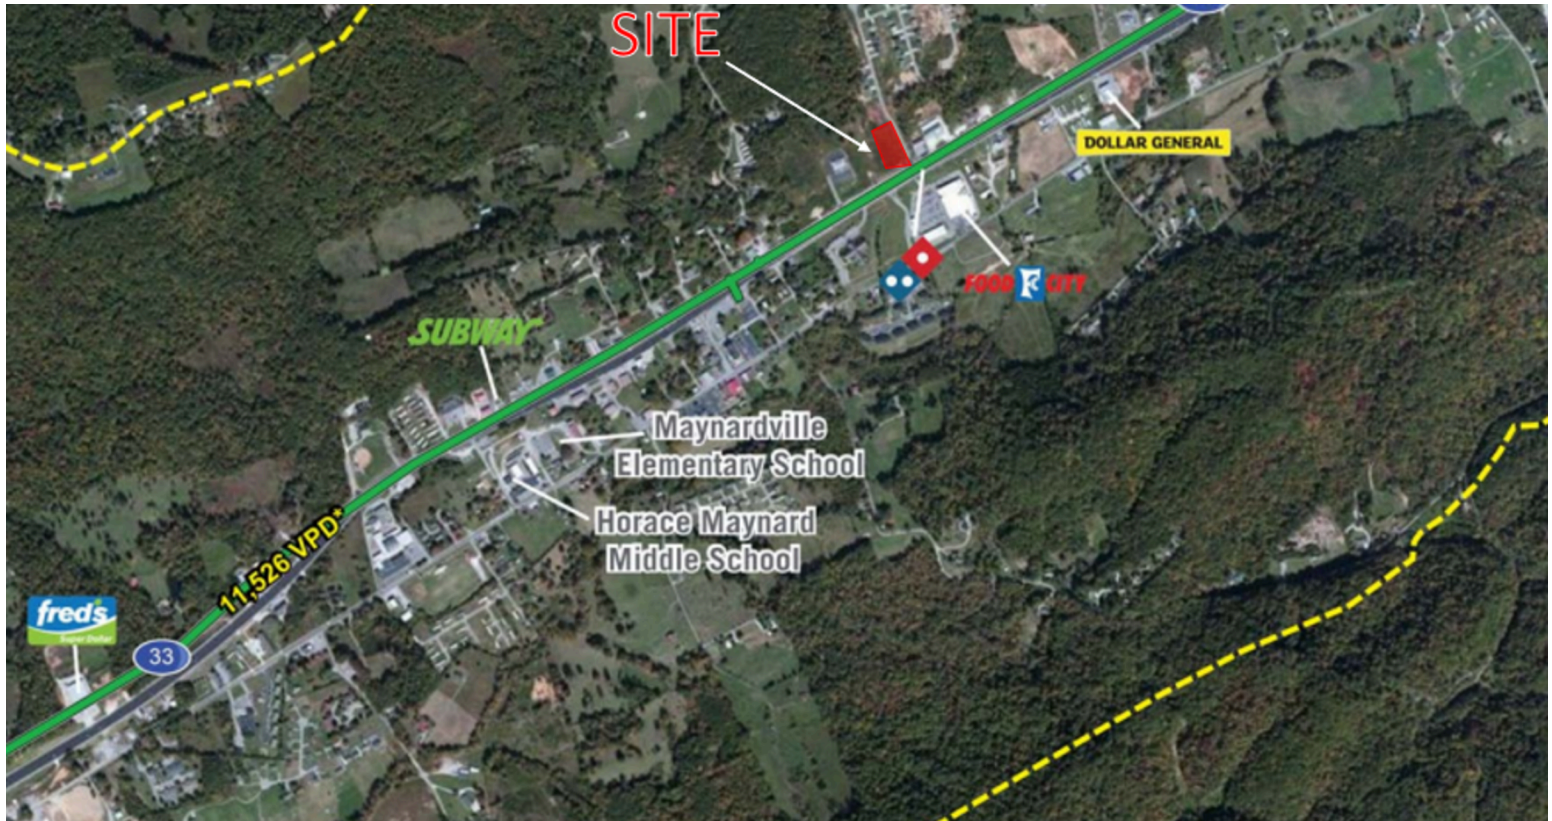 SITE
DOLLAR GENERAL
FOOD CITY
SUBWAY
Maynardville
Elementary School
Horace Maynard
Middle School
11,526 VPD*
fred's
Super Dollar
33